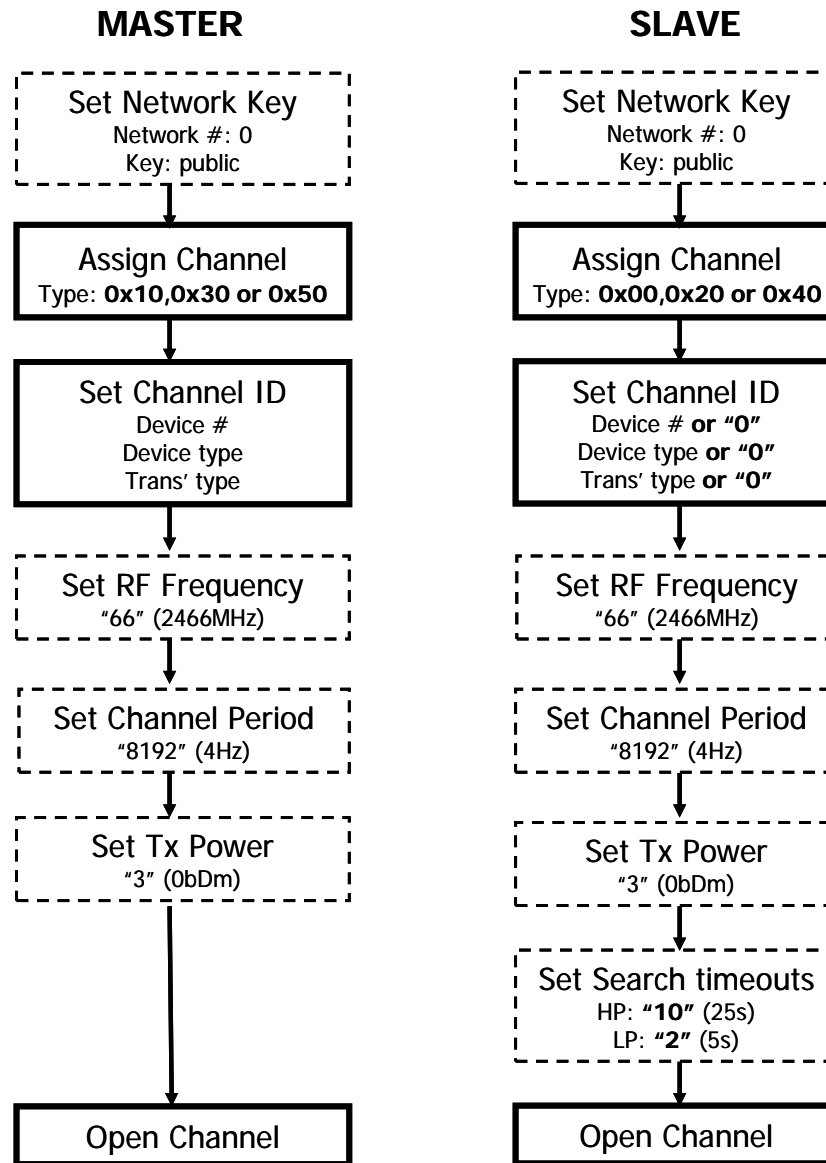 MASTER
Set Network Key
Network #: 0
Key: public
Assign Channel
Type: 0x10,0x30 or 0x50
Set Channel ID
Device #
Device type
Trans’ type
Set RF Frequency
“66” (2466MHz)
Set Channel Period
“8192” (4Hz)
Set Tx Power
“3” (0bDm)
Open Channel
SLAVE
Set Network Key
Network #: 0
Key: public
Assign Channel
Type: 0x00,0x20 or 0x40
Set Channel ID
Device # or “0”
Device type or “0”
Trans’ type or “0”
Set RF Frequency
“66” (2466MHz)
Set Channel Period
“8192” (4Hz)
Set Tx Power
“3” (0bDm)
Set Search timeouts
HP: “10” (25s)
LP: “2” (5s)
Open Channel